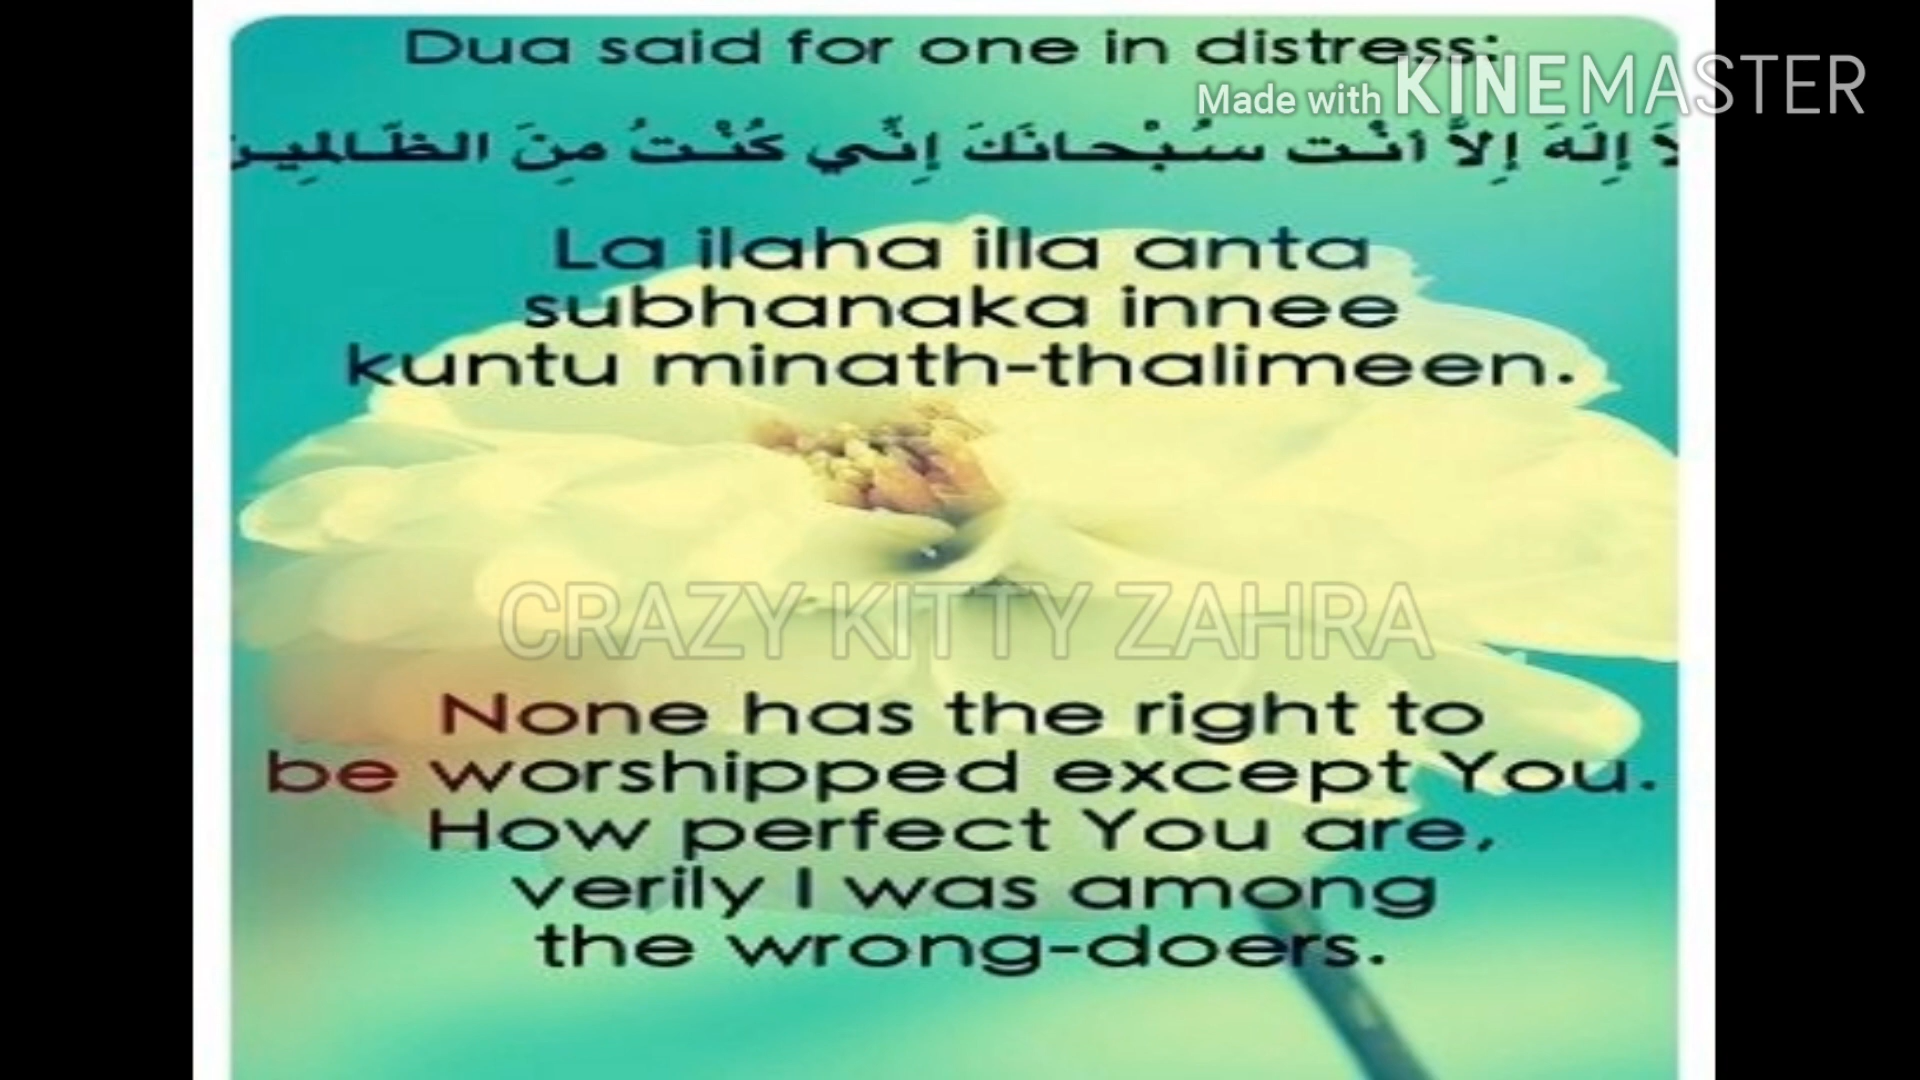 Dua said for one in distress:
Made with KINEMASTER
لَا إِلَهَ إِلاَّ أَنْت سُبْحانَكَ إِنِّي كُنْتُ مِنَ الظَالِمِين
La ilaha illa anta
subhanaka innee
kuntu minath-thalimeen.
CRAZY KITTY ZAHRA
None has the right to
be worshipped except You.
How perfect You are,
verily I was among
the wrong-doers.